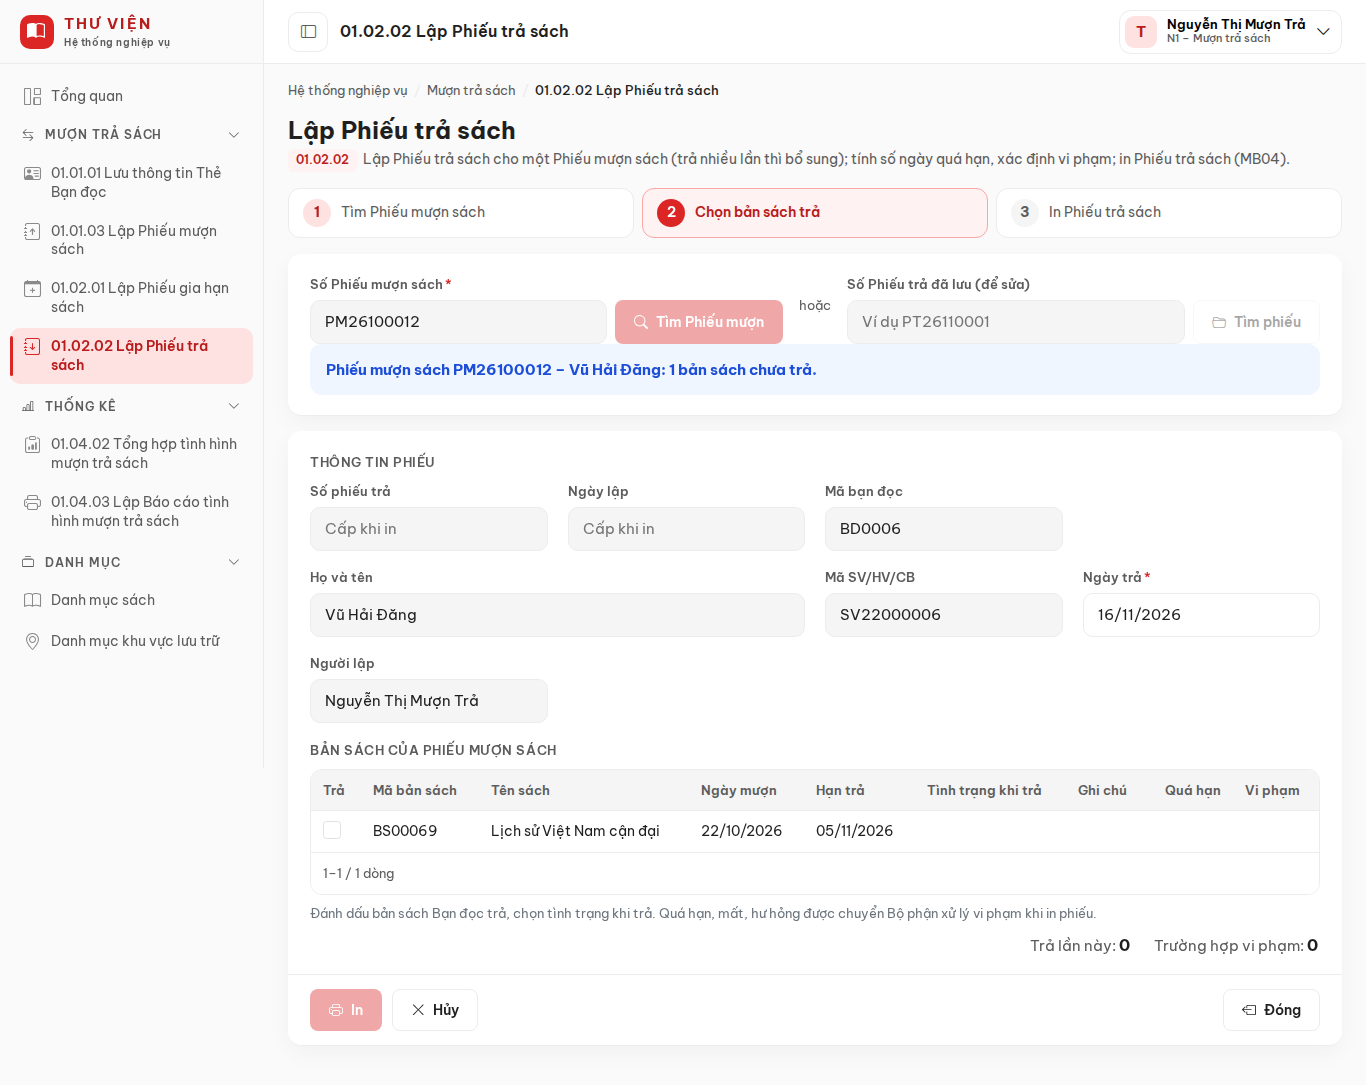 THƯ VIỆN
Hệ thống nghiệp vụ
Tổng quan
MƯỢN TRẢ SÁCH
01.01.01 Lưu thông tin Thẻ
Bạn đọc
01.01.03 Lập Phiếu mượn
sách
01.02.01 Lập Phiếu gia hạn
sách
01.02.02 Lập Phiếu trả
sách
THỐNG KÊ
01.04.02 Tổng hợp tình hình
mượn trả sách
01.04.03 Lập Báo cáo tình
hình mượn trả sách
DANH MỤC
Danh mục sách
Danh mục khu vực lưu trữ
01.02.02 Lập Phiếu trả sách
T
Nguyễn Thị Mượn Trả
N1 – Mượn trả sách
Hệ thống nghiệp vụ / Mượn trả sách / 01.02.02 Lập Phiếu trả sách
Lập Phiếu trả sách
01.02.02 Lập Phiếu trả sách cho một Phiếu mượn sách (trả nhiều lần thì bổ sung); tính số ngày quá hạn, xác định vi phạm; in Phiếu trả sách (MB04).
1 Tìm Phiếu mượn sách
2 Chọn bản sách trả
3 In Phiếu trả sách
Số Phiếu mượn sách *
PM26100012
Tìm Phiếu mượn
hoặc
Số Phiếu trả đã lưu (để sửa)
Ví dụ PT26110001
Tìm phiếu
Phiếu mượn sách PM26100012 – Vũ Hải Đăng: 1 bản sách chưa trả.
THÔNG TIN PHIẾU
Số phiếu trả
Cấp khi in
Ngày lập
Cấp khi in
Mã bạn đọc
BD0006
Họ và tên
Vũ Hải Đăng
Mã SV/HV/CB
SV22000006
Ngày trả *
16/11/2026
Người lập
Nguyễn Thị Mượn Trả
BẢN SÁCH CỦA PHIẾU MƯỢN SÁCH
Trả Mã bản sách Tên sách Ngày mượn Hạn trả Tình trạng khi trả Ghi chú Quá hạn Vi phạm
BS00069 Lịch sử Việt Nam cận đại 22/10/2026 05/11/2026
1–1 / 1 dòng
Đánh dấu bản sách Bạn đọc trả, chọn tình trạng khi trả. Quá hạn, mất, hư hỏng được chuyển Bộ phận xử lý vi phạm khi in phiếu.
Trả lần này: 0 Trường hợp vi phạm: 0
In
Hủy
Đóng